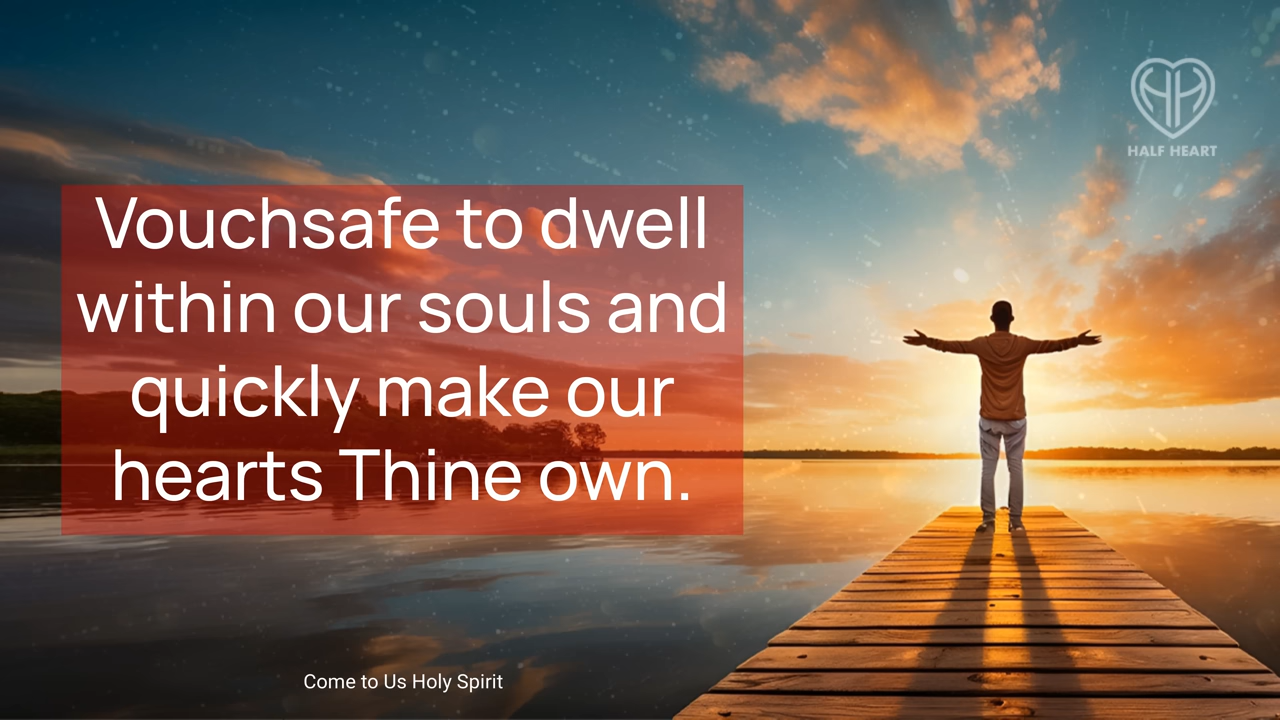 HALF HEART
Vouchsafe to dwell
within our souls and
quickly make our
hearts Thine own.
Come to Us Holy Spirit